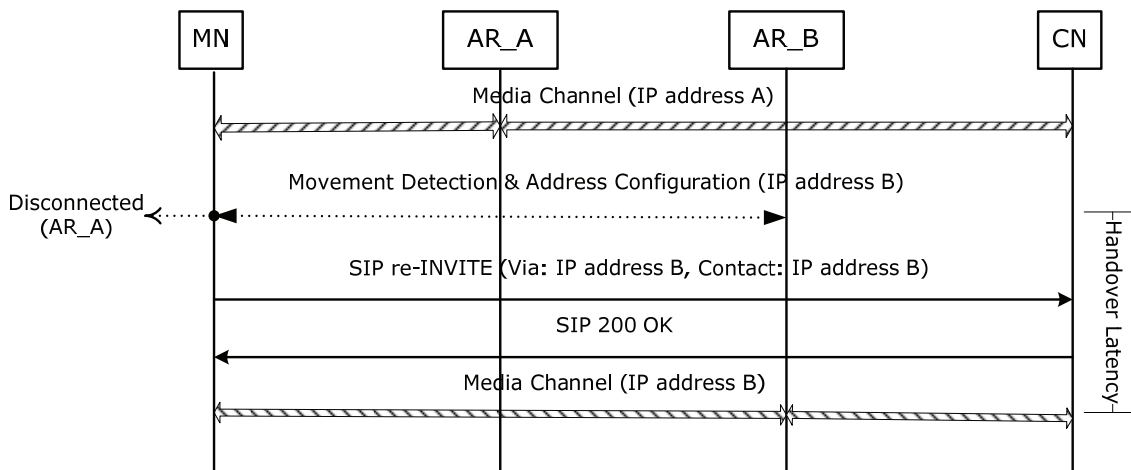 MN
AR_A
AR_B
CN
Media Channel (IP address A)
Movement Detection & Address Configuration (IP address B)
Disconnected
(AR_A)
SIP re-INVITE (Via: IP address B, Contact: IP address B)
SIP 200 OK
Media Channel (IP address B)
Handover Latency